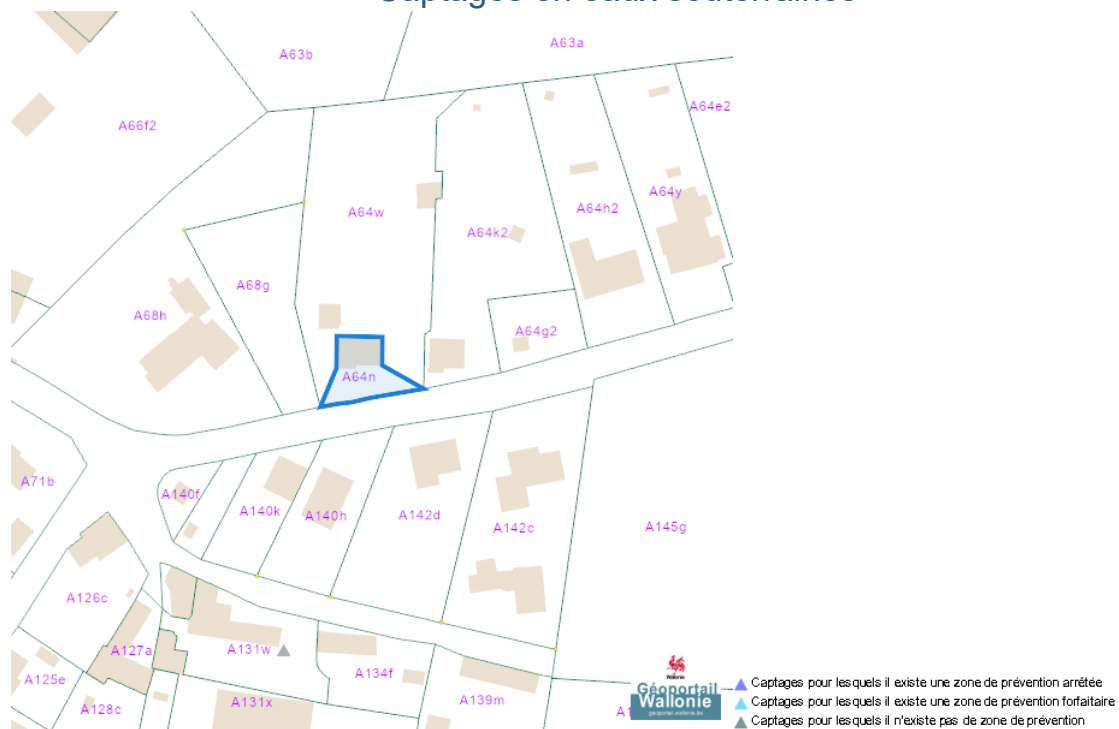 Captages en eaux souterraines
A63b
A63a
A66f2
A64e2
A64w
A64y
A64h2
A64k2
A68g
A68h
A64g2
A64n
A71b
A140f
A140k
A140h
A142d
A142c
A145g
A126c
A127a
A131w
A125e
A134f
A128c
A131x
A139m
Wallonie
Géoportail
Wallonie
geoportail.wallonie.be
Captages pour lesquels il existe une zone de prévention arrêtée
Captages pour lesquels il existe une zone de prévention forfaitaire
Captages pour lesquels il n'existe pas de zone de prévention